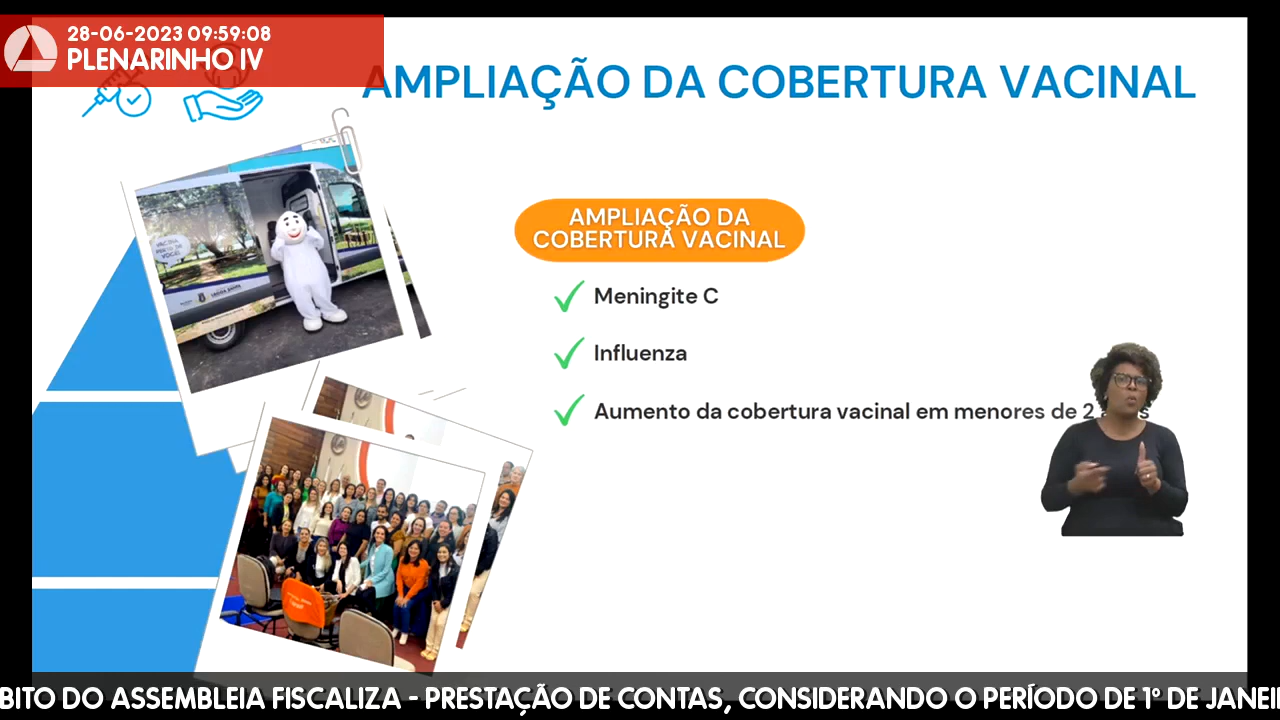 28-06-2023 09:59:08
PLENARINHO IV
AMPLIAÇÃO DA COBERTURA VACINAL
AMPLIAÇÃO DA
COBERTURA VACINAL
Meningite C
Influenza
Aumento da cobertura vacinal em menores de 2
BITO DO ASSEMBLEIA FISCALIZA - PRESTAÇÃO DE CONTAS, CONSIDERANDO O PERÍODO DE 1º DE JANEI